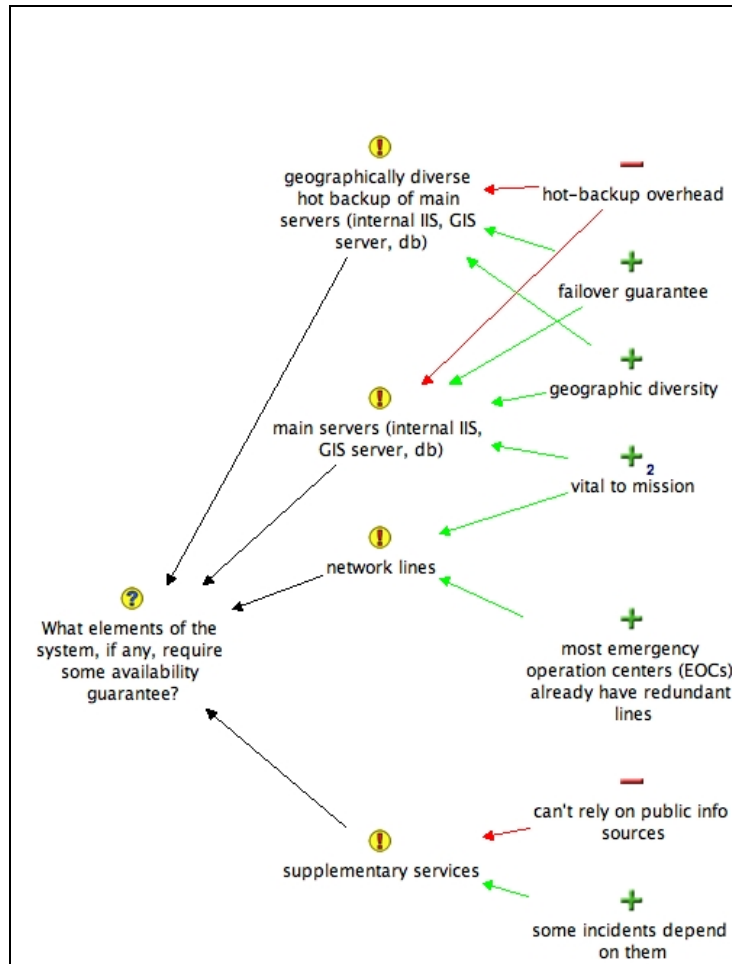 geographically diverse
hot backup of main
servers (internal IIS, GIS
server, db)
hot-backup overhead
failover guarantee
geographic diversity
main servers (internal IIS,
GIS server, db)
2
vital to mission
network lines
?
What elements of the
system, if any, require
some availability
guarantee?
most emergency
operation centers (EOCs)
already have redundant
lines
can't rely on public info
sources
supplementary services
some incidents depend
on them